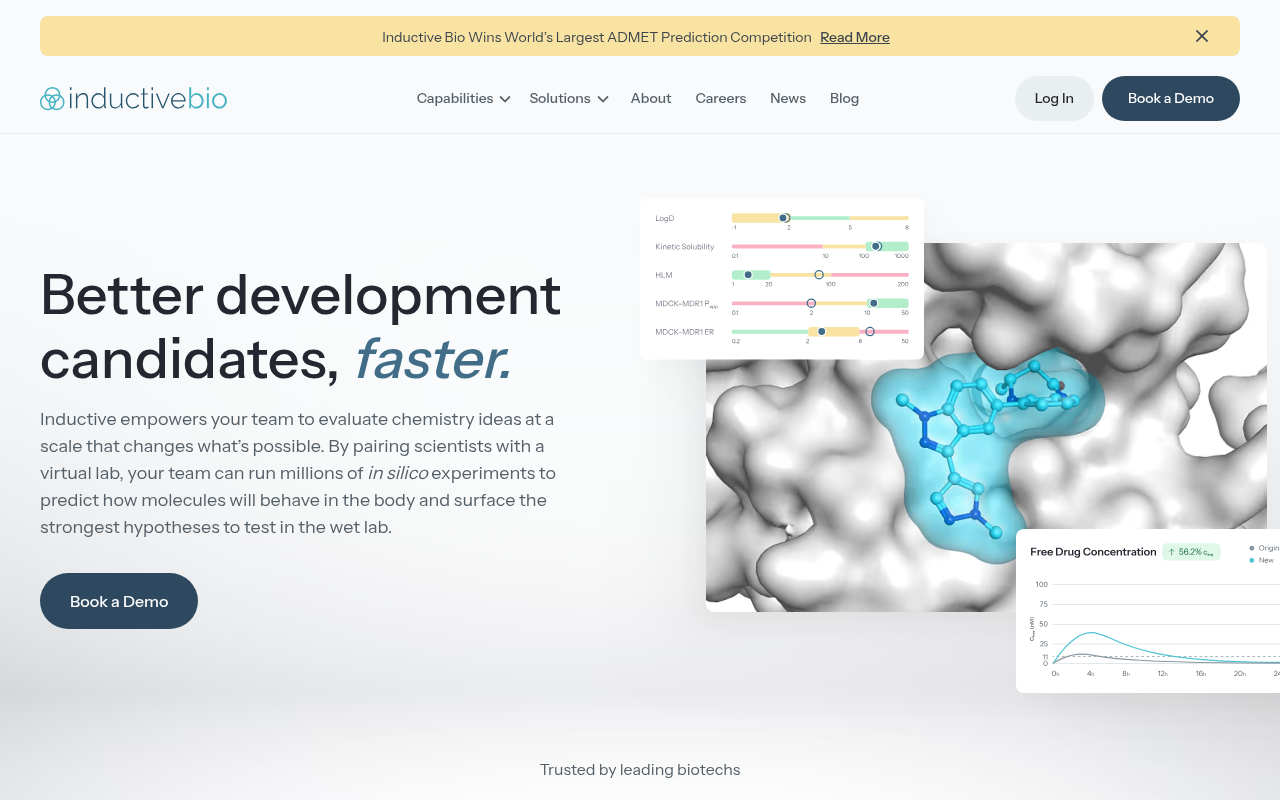 Inductive Bio Wins World's Largest ADMET Prediction Competition Read More
inductivebio
Capabilities Solutions About Careers News Blog
Log In
Book a Demo
Better development
candidates, faster.
Inductive empowers your team to evaluate chemistry ideas at a
scale that changes what's possible. By pairing scientists with a
virtual lab, your team can run millions of in silico experiments to
predict how molecules will behave in the body and surface the
strongest hypotheses to test in the wet lab.
Book a Demo
LogD
-1 2 5 8
Kinetic Solubility
0.1 10 100 1000
HLM
1 20 100 200
MDCK-MDR1 Papp
0.1 2 10 50
MDCK-MDR1 ER
0.2 2 8 50
Free Drug Concentration
↑ 56.2%
Origin
New
100
75
50
25
11
0
0h 4h 8h 12h 16h 20h 24
Trusted by leading biotechs